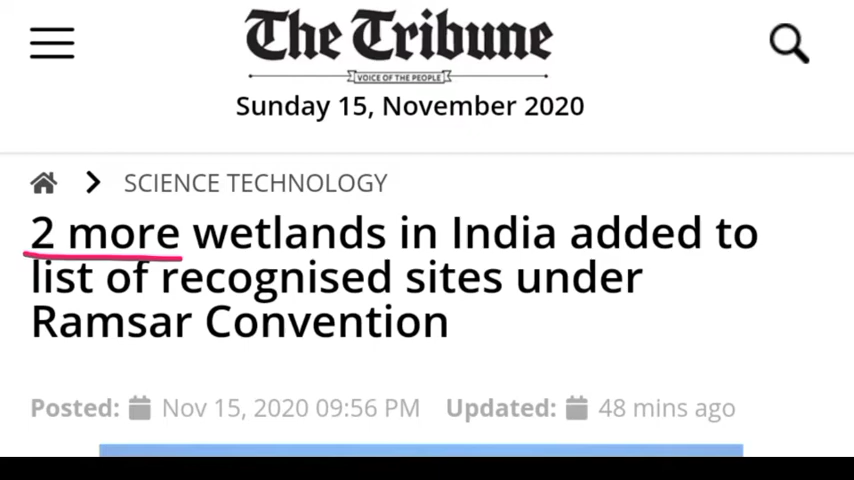 The Tribune
VOICE OF THE PEOPLE
Sunday 15, November 2020
SCIENCE TECHNOLOGY
2 more wetlands in India added to
list of recognised sites under
Ramsar Convention
Posted: Nov 15, 2020 09:56 PM Updated: 48 mins ago